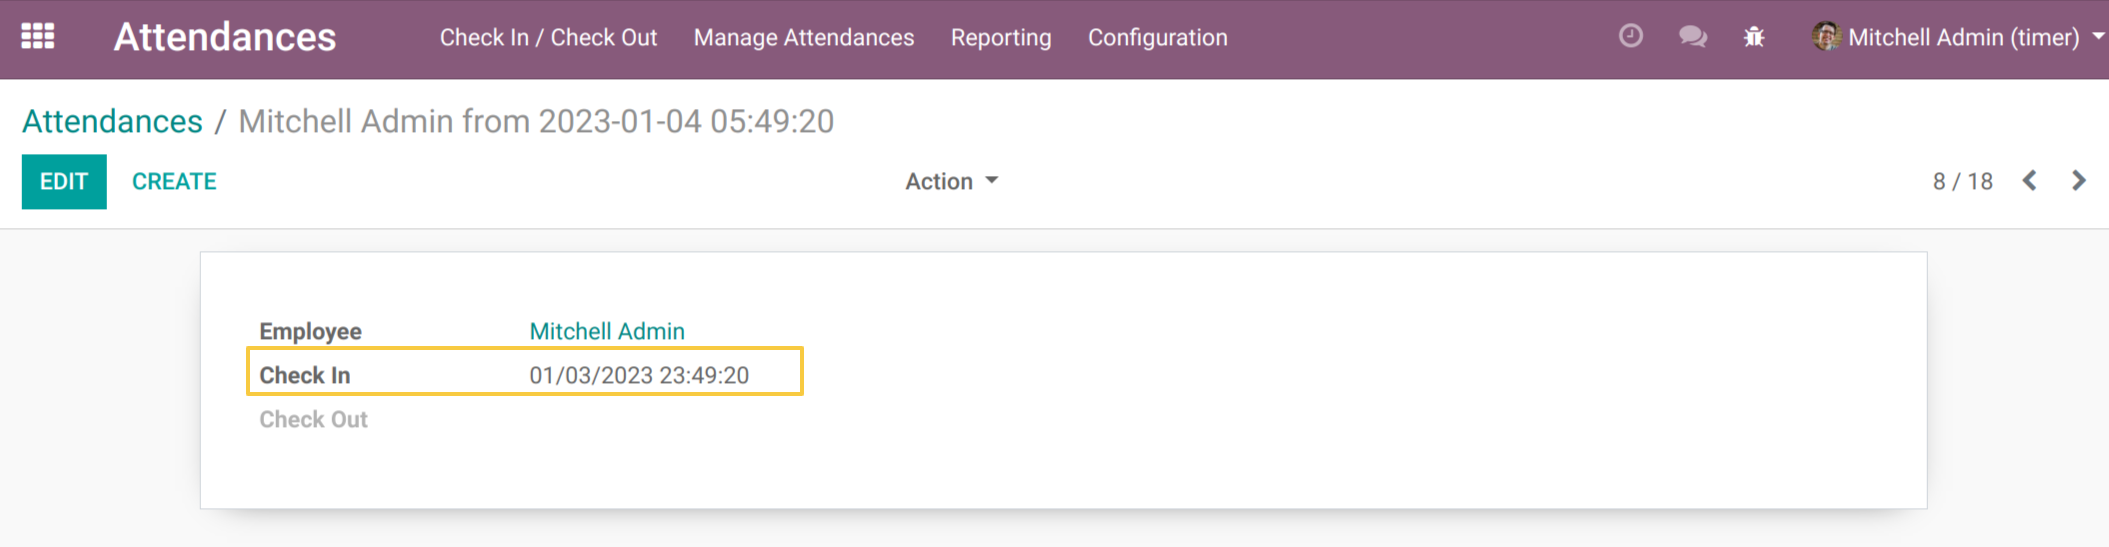 Attendances Check In / Check Out Manage Attendances Reporting Configuration Mitchell Admin (timer)
Attendances / Mitchell Admin from 2023-01-04 05:49:20
EDIT CREATE Action 8 / 18
Employee Mitchell Admin
Check In 01/03/2023 23:49:20
Check Out